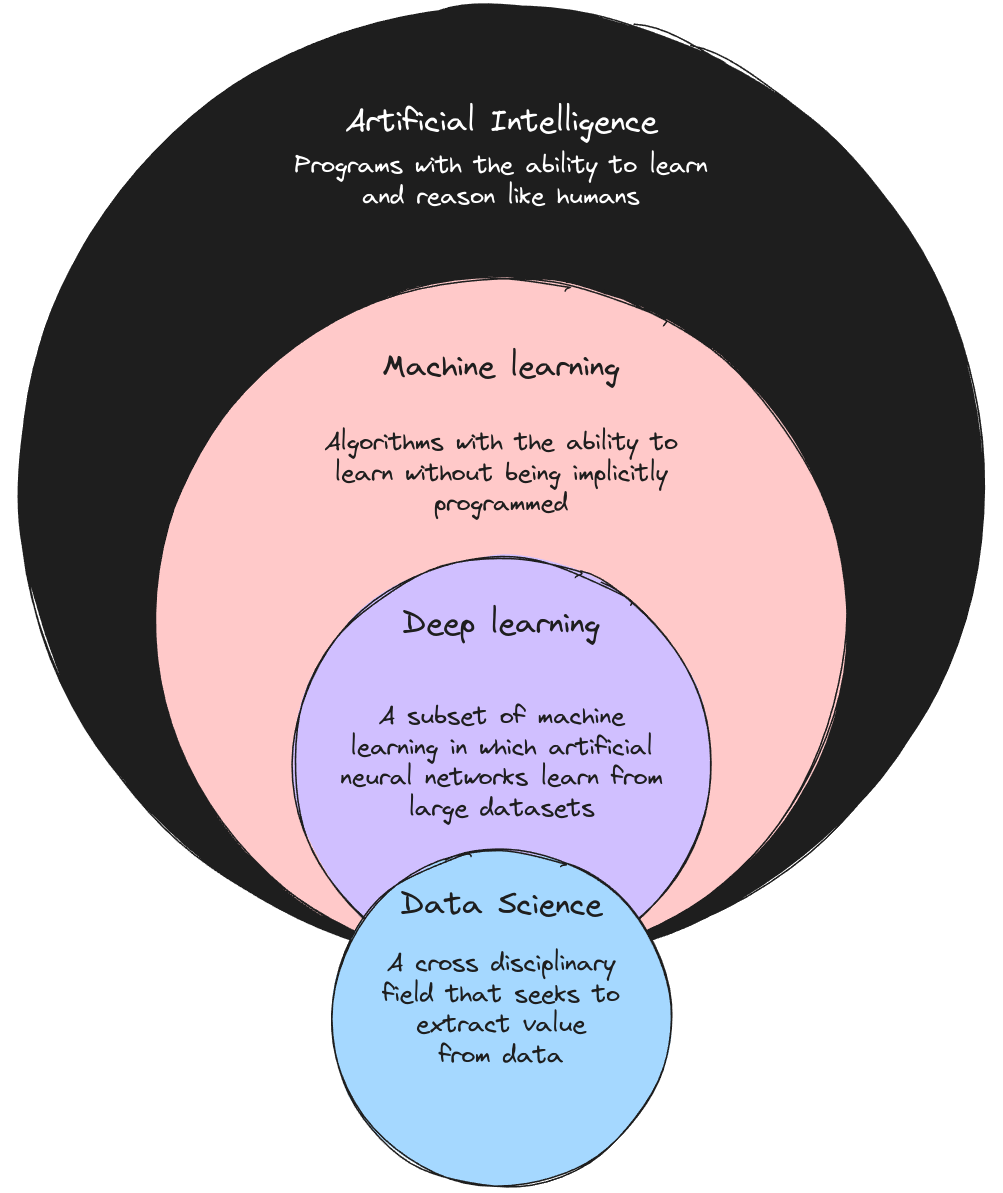 Artificial Intelligence
Programs with the ability to learn
and reason like humans
Machine learning
Algorithms with the ability to
learn without being implicitly
programmed
Deep learning
A subset of machine
learning in which artificial
neural networks learn from
large datasets
Data Science
A cross disciplinary
field that seeks to
extract value
from data